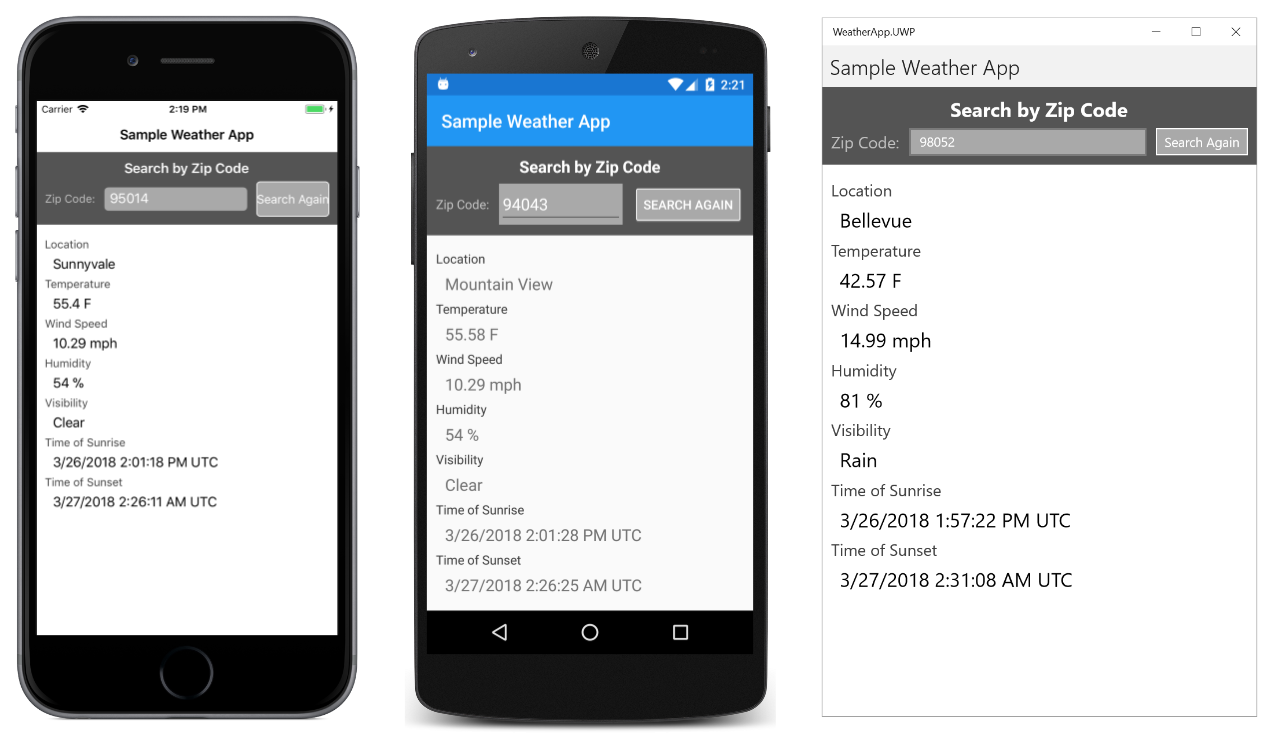 Carrier 2:19 PM
Sample Weather App
Search by Zip Code
Zip Code: 95014 Search Again
Location
Sunnyvale
Temperature
55.4 F
Wind Speed
10.29 mph
Humidity
54 %
Visibility
Clear
Time of Sunrise
3/26/2018 2:01:18 PM UTC
Time of Sunset
3/27/2018 2:26:11 AM UTC
2:21
Sample Weather App
Search by Zip Code
Zip Code: 94043 SEARCH AGAIN
Location
Mountain View
Temperature
55.58 F
Wind Speed
10.29 mph
Humidity
54 %
Visibility
Clear
Time of Sunrise
3/26/2018 2:01:28 PM UTC
Time of Sunset
3/27/2018 2:26:25 AM UTC
WeatherApp.UWP
Sample Weather App
Search by Zip Code
Zip Code: 98052 Search Again
Location
Bellevue
Temperature
42.57 F
Wind Speed
14.99 mph
Humidity
81 %
Visibility
Rain
Time of Sunrise
3/26/2018 1:57:22 PM UTC
Time of Sunset
3/27/2018 2:31:08 AM UTC